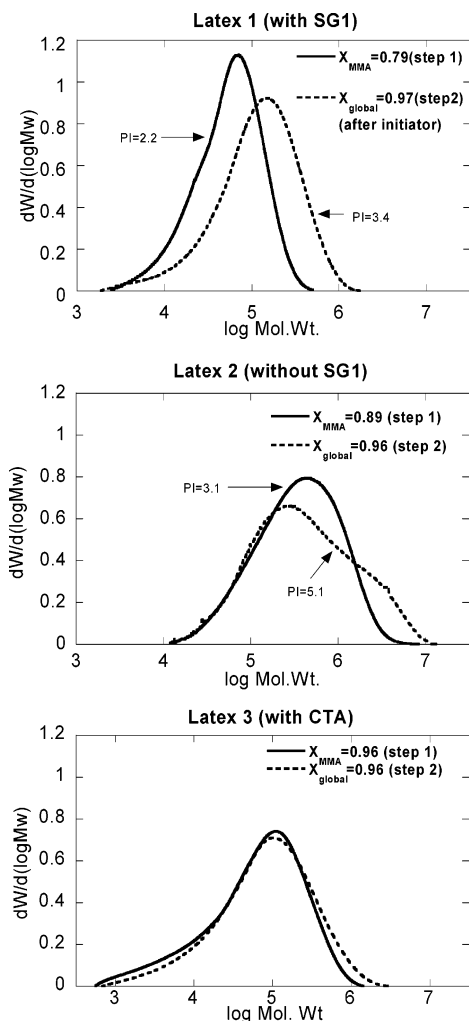 Latex 1 (with SG1)
X MMA =0.79(step 1)
X global =0.97(step2)
(after initiator)
PI=2.2
PI=3.4
dW/d(logMw)
1.2
1
0.8
0.6
0.4
0.2
0
3 4 5 6 7
log Mol.Wt.
Latex 2 (without SG1)
X MMA =0.89 (step 1)
X global =0.96 (step 2)
PI=3.1
PI=5.1
dW/d(logMw)
1.2
1
0.8
0.6
0.4
0.2
0
3 4 5 6 7
log Mol.Wt.
Latex 3 (with CTA)
X MMA =0.96 (step 1)
X global =0.96 (step 2)
dW/d(logMw)
1.2
1
0.8
0.6
0.4
0.2
0
3 4 5 6 7
log Mol. Wt